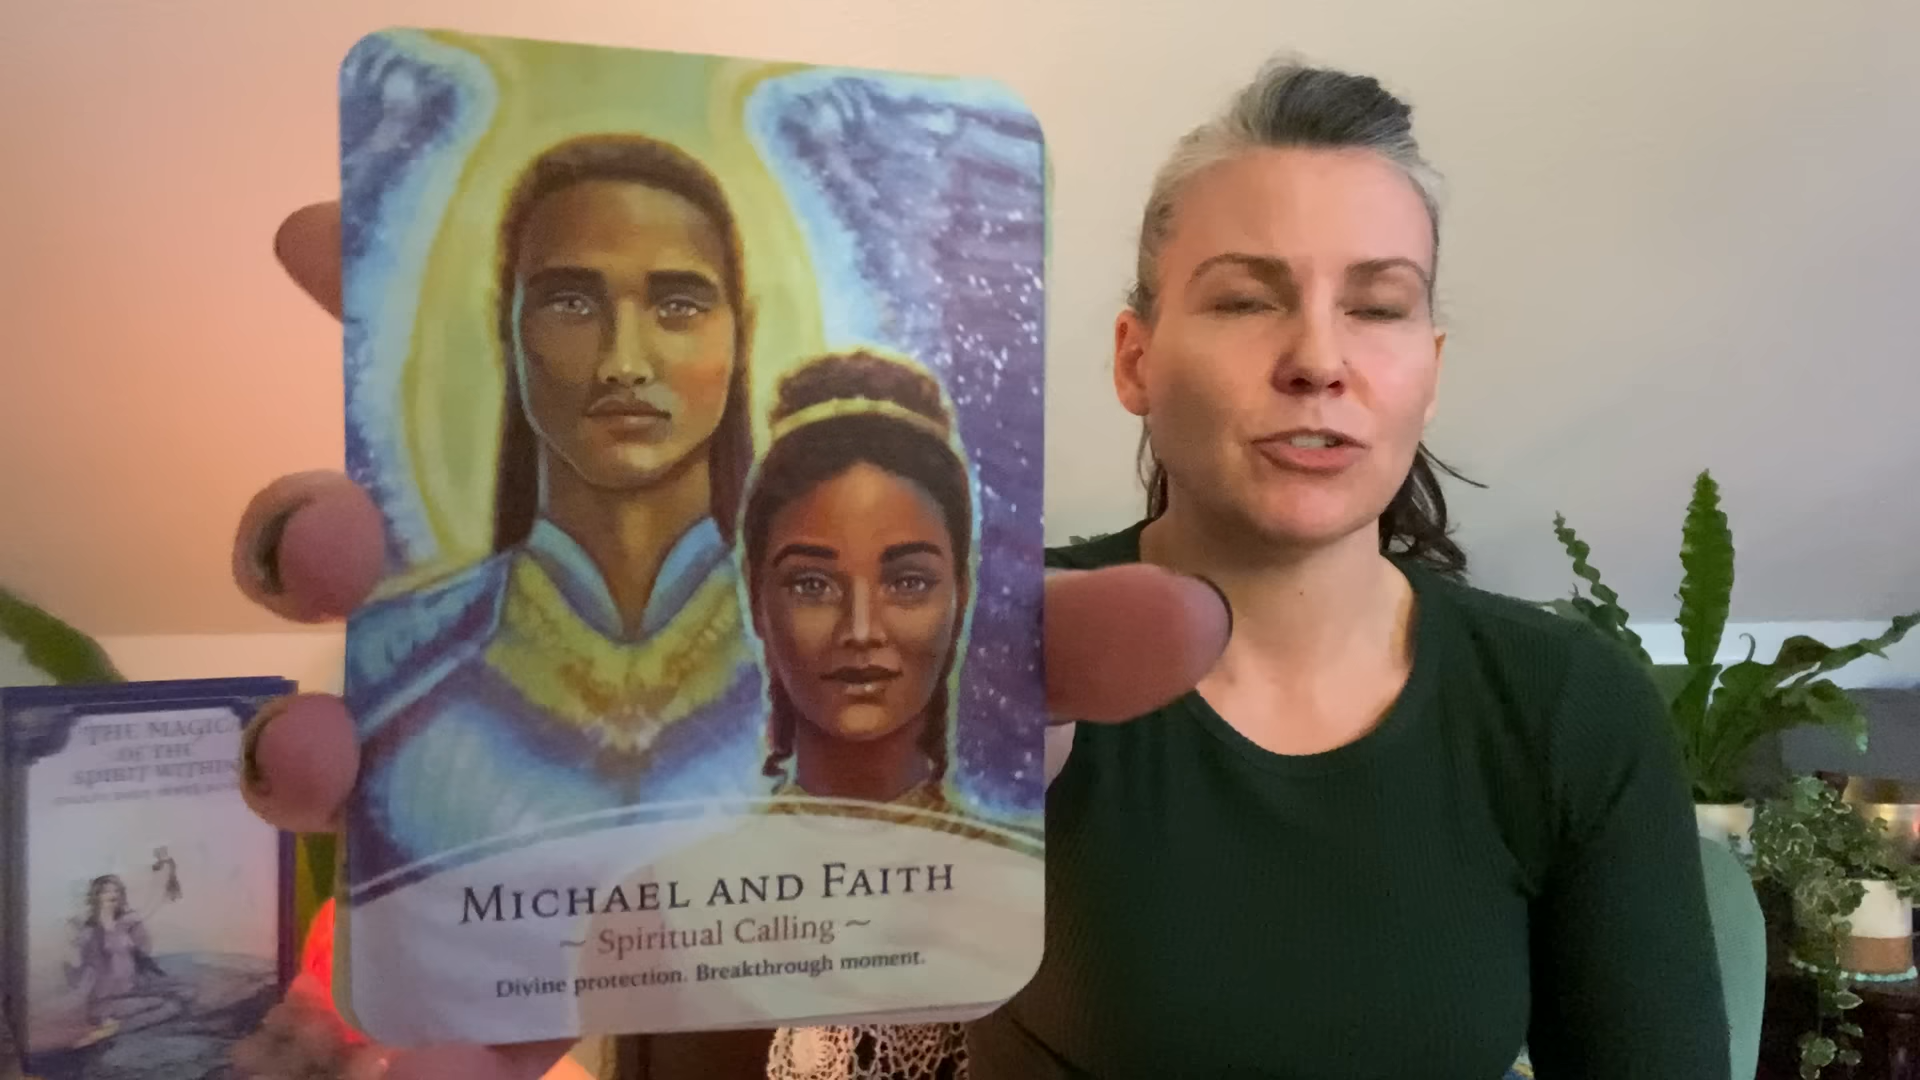 THE MAGIC
OF THE
SPIRIT WITHIN
MICHAEL AND FAITH
~ Spiritual Calling ~
Divine protection. Breakthrough moment.